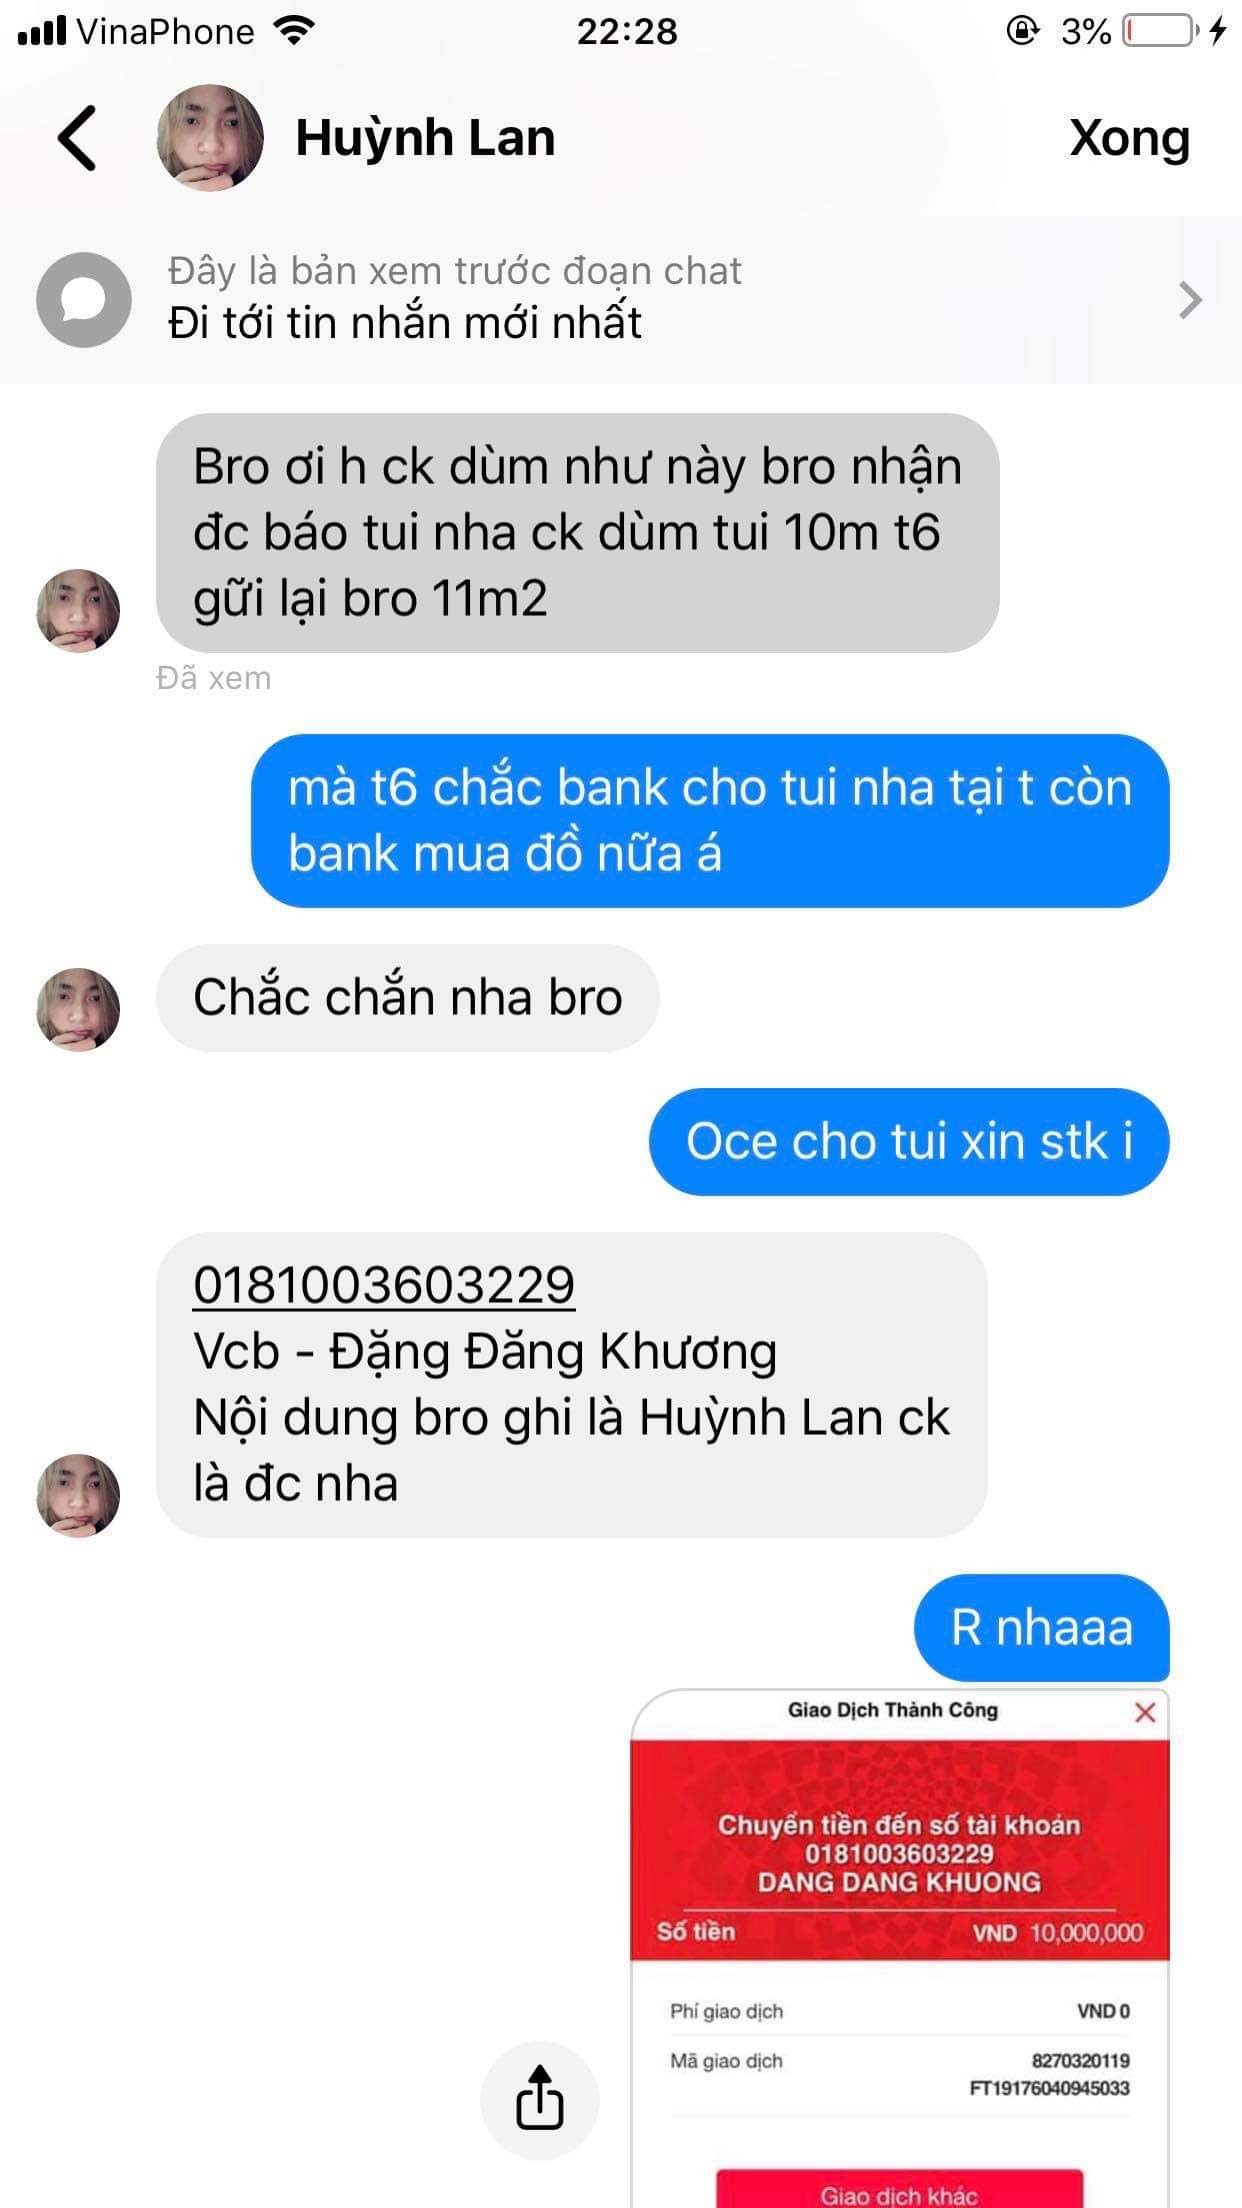 VinaPhone
22:28
3%
Huỳnh Lan
Xong
Đây là bản xem trước đoạn chat
Đi tới tin nhắn mới nhất
Bro ơi h ck dùm như này bro nhận
đc báo tui nha ck dùm tui 10m t6
gữi lại bro 11m2
Đã xem
mà t6 chắc bank cho tui nha tại t còn
bank mua đồ nữa á
Chắc chắn nha bro
Oce cho tui xin stk i
0181003603229
Vcb - Đặng Đăng Khương
Nội dung bro ghi là Huỳnh Lan ck
là đc nha
R nhaaa
Giao Dịch Thành Công
Chuyển tiền đến số tài khoản
0181003603229
DANG DANG KHUONG
Số tiền VND 10,000,000
Phí giao dịch VND 0
Mã giao dịch 8270320119
FT19176040945033
Giao dịch khác